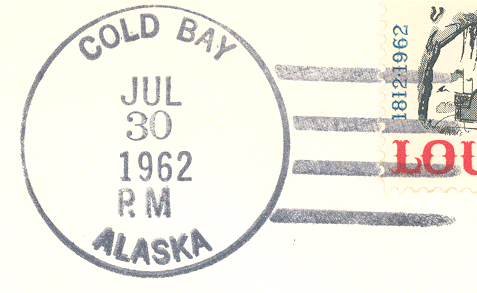 COLD BAY
JUL
30
1962
P.M
ALASKA
1812-1962
LOU